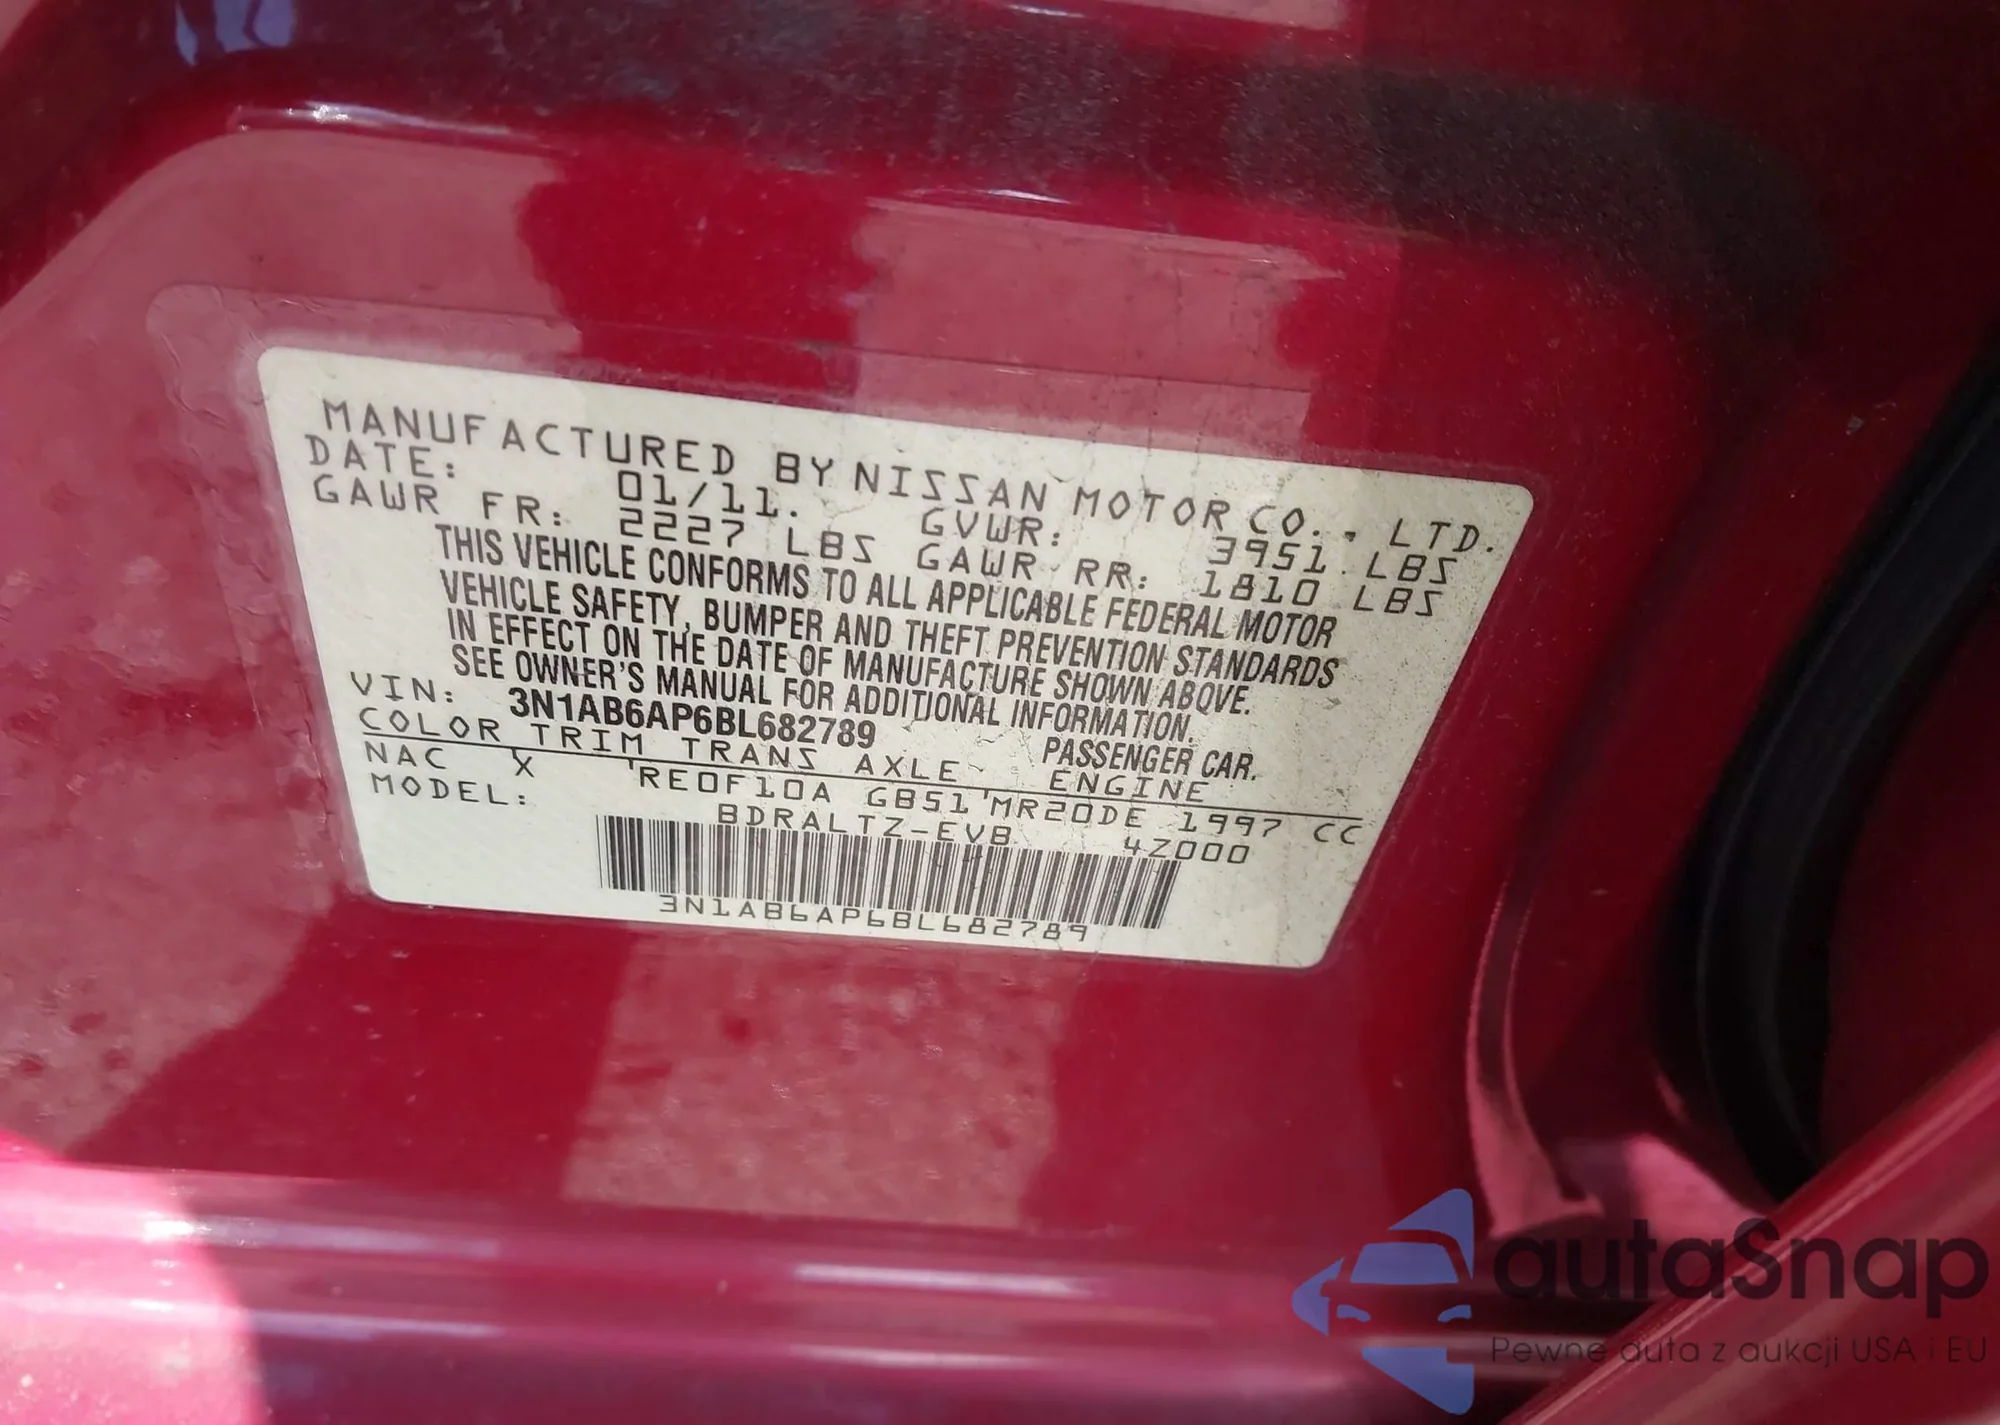 MANUFACTURED BY NISSAN MOTOR CO., LTD.
DATE: 01/11. GVWR: 3951 LBS
GAWR FR: 2227 LBS GAWR RR: 1810 LBS
THIS VEHICLE CONFORMS TO ALL APPLICABLE FEDERAL MOTOR
VEHICLE SAFETY, BUMPER AND THEFT PREVENTION STANDARDS
IN EFFECT ON THE DATE OF MANUFACTURE SHOWN ABOVE.
SEE OWNER'S MANUAL FOR ADDITIONAL INFORMATION.
VIN: 3N1AB6AP6BL682789 PASSENGER CAR.
COLOR TRIM TRANS AXLE ENGINE
NAC X RE0F10A GB51 MR20DE 1997 CC
MODEL: BDRALTZ-EVB 4Z000
3N1AB6AP6BL682789
autaSnap
Pewne auta z aukcji USA i EU